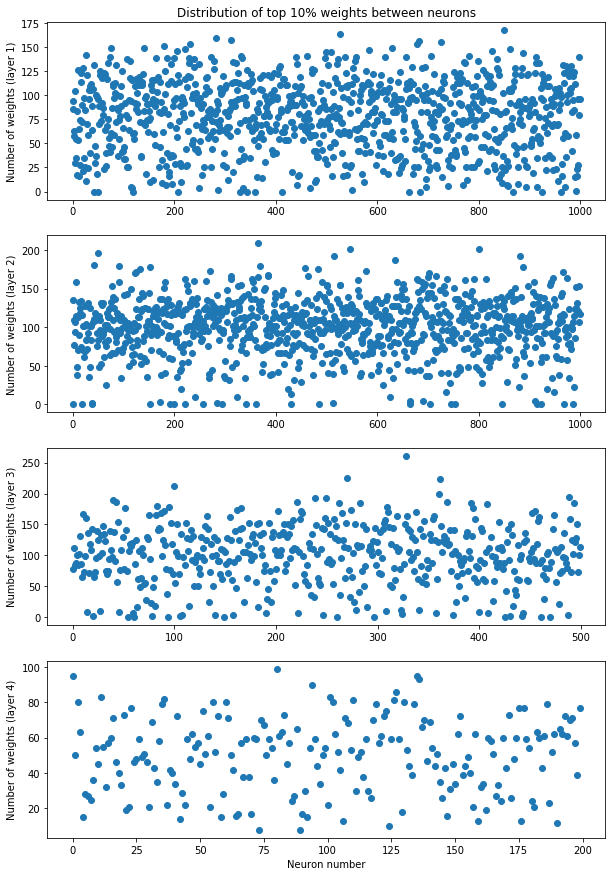 Distribution of top 10% weights between neurons
Number of weights (layer 1)
175
150
125
100
75
50
25
0
0 200 400 600 800 1000
Number of weights (layer 2)
200
150
100
50
0
0 200 400 600 800 1000
Number of weights (layer 3)
250
200
150
100
50
0
0 100 200 300 400 500
Number of weights (layer 4)
100
80
60
40
20
0 25 50 75 100 125 150 175 200
Neuron number